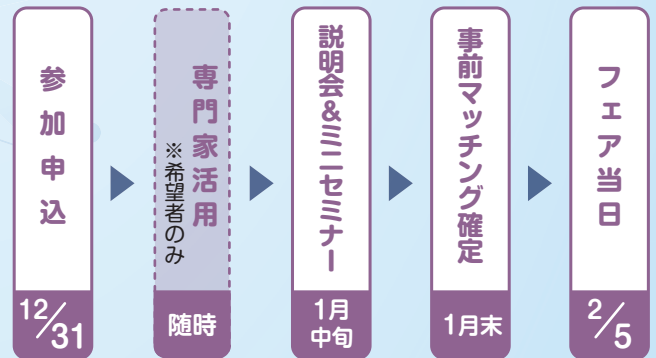 参加申込
12/31
専門家活用
※希望者のみ
随時
説明会&ミニセミナー
1月
中旬
事前マッチング確定
1月末
フェア当日
2/5